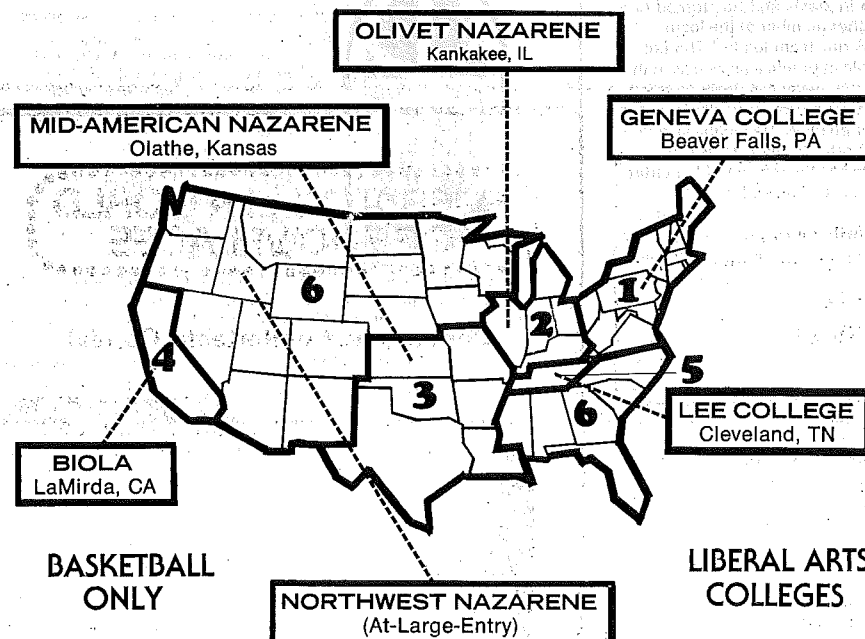 OLIVET NAZARENE
Kankakee, IL
MID-AMERICAN NAZARENE
Olathe, Kansas
GENEVA COLLEGE
Beaver Falls, PA
6
1
2
4
3
5
6
LEE COLLEGE
Cleveland, TN
BIOLA
LaMirda, CA
BASKETBALL
ONLY
LIBERAL ARTS
COLLEGES
NORTHWEST NAZARENE
(At-Large-Entry)